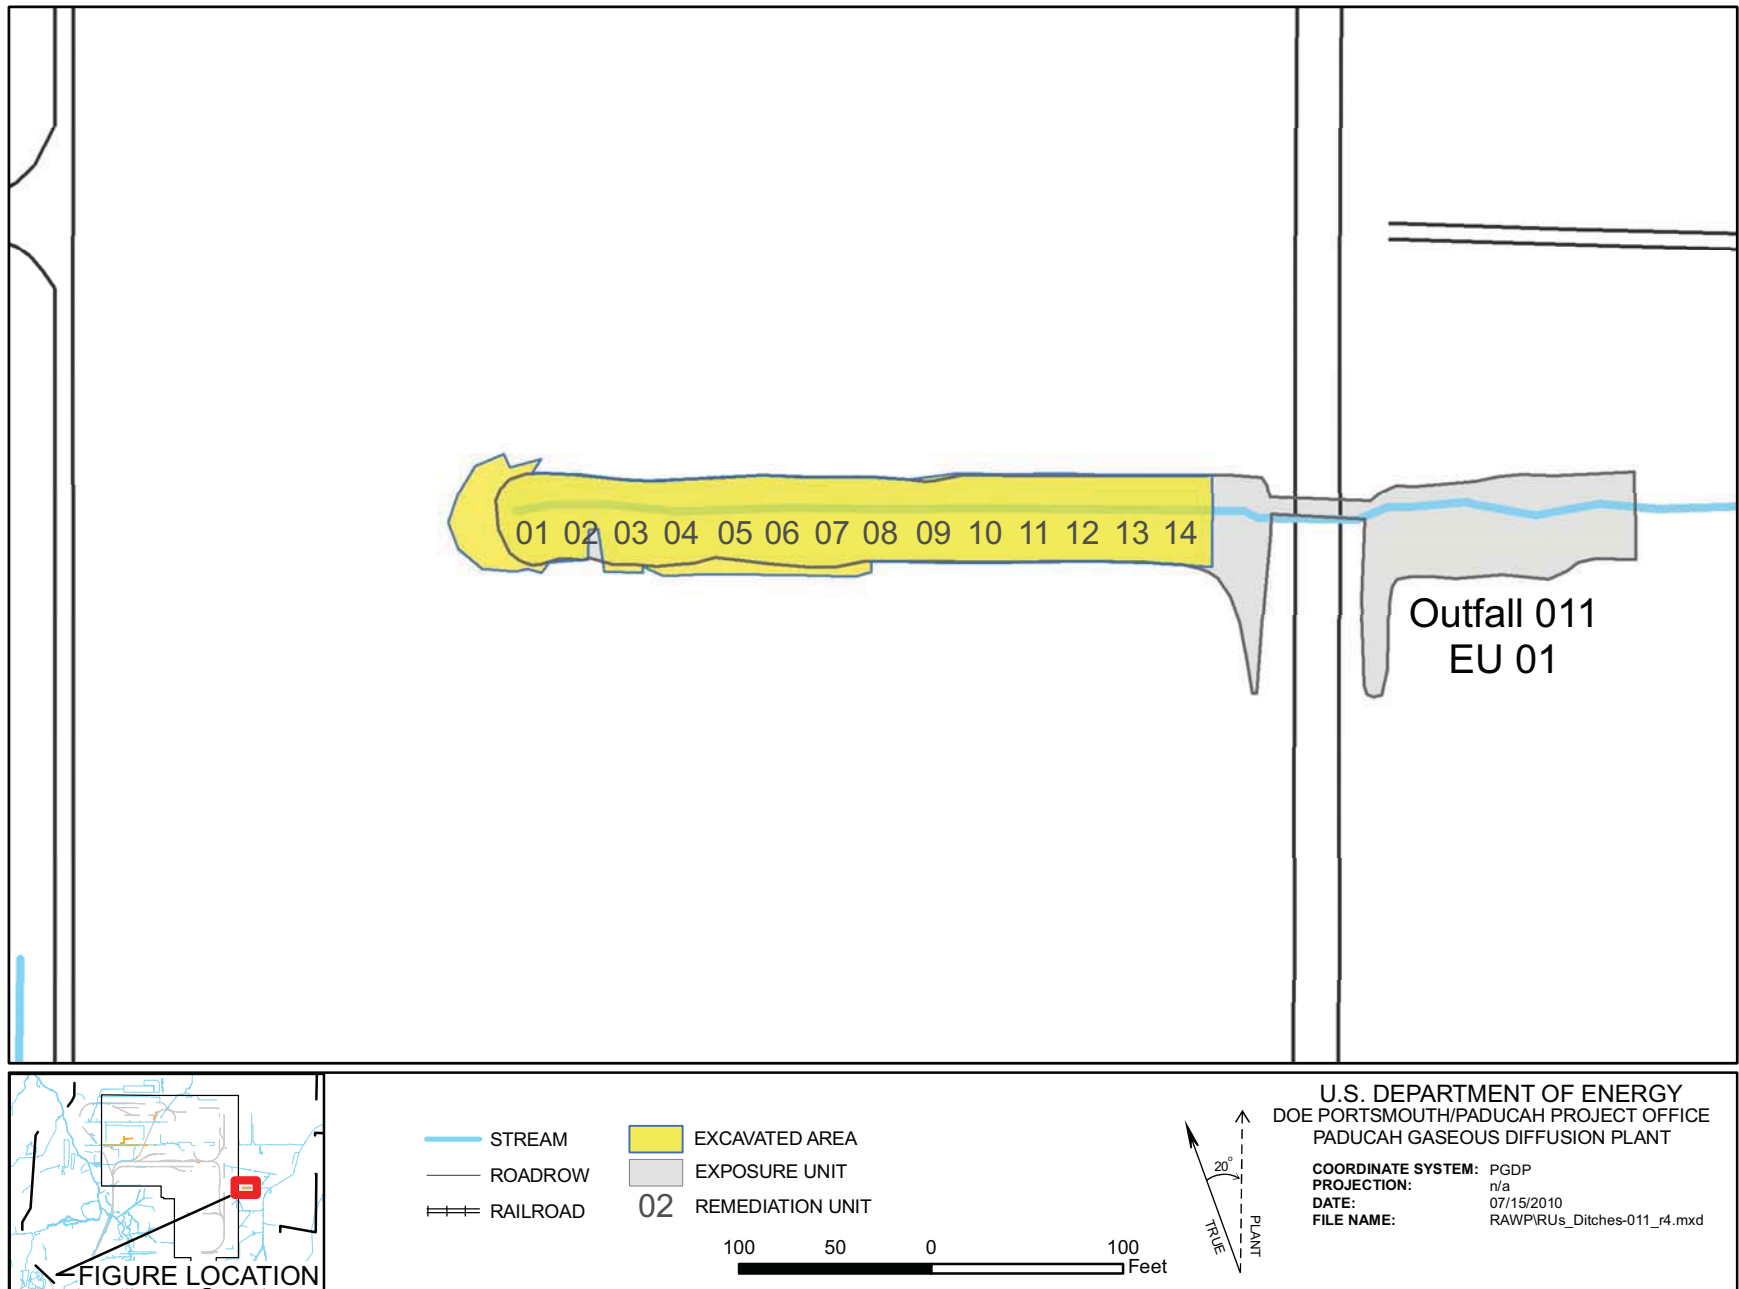 01 02 03 04 05 06 07 08 09 10 11 12 13 14
Outfall 011
EU 01
FIGURE LOCATION
STREAM
ROADROW
RAILROAD
EXCAVATED AREA
EXPOSURE UNIT
02 REMEDIATION UNIT
100 50 0 100
Feet
20°
TRUE
PLANT
U.S. DEPARTMENT OF ENERGY
DOE PORTSMOUTH/PADUCAH PROJECT OFFICE
PADUCAH GASEOUS DIFFUSION PLANT
COORDINATE SYSTEM: PGDP
PROJECTION: n/a
DATE: 07/15/2010
FILE NAME: RAWP\RUs_Ditches-011_r4.mxd